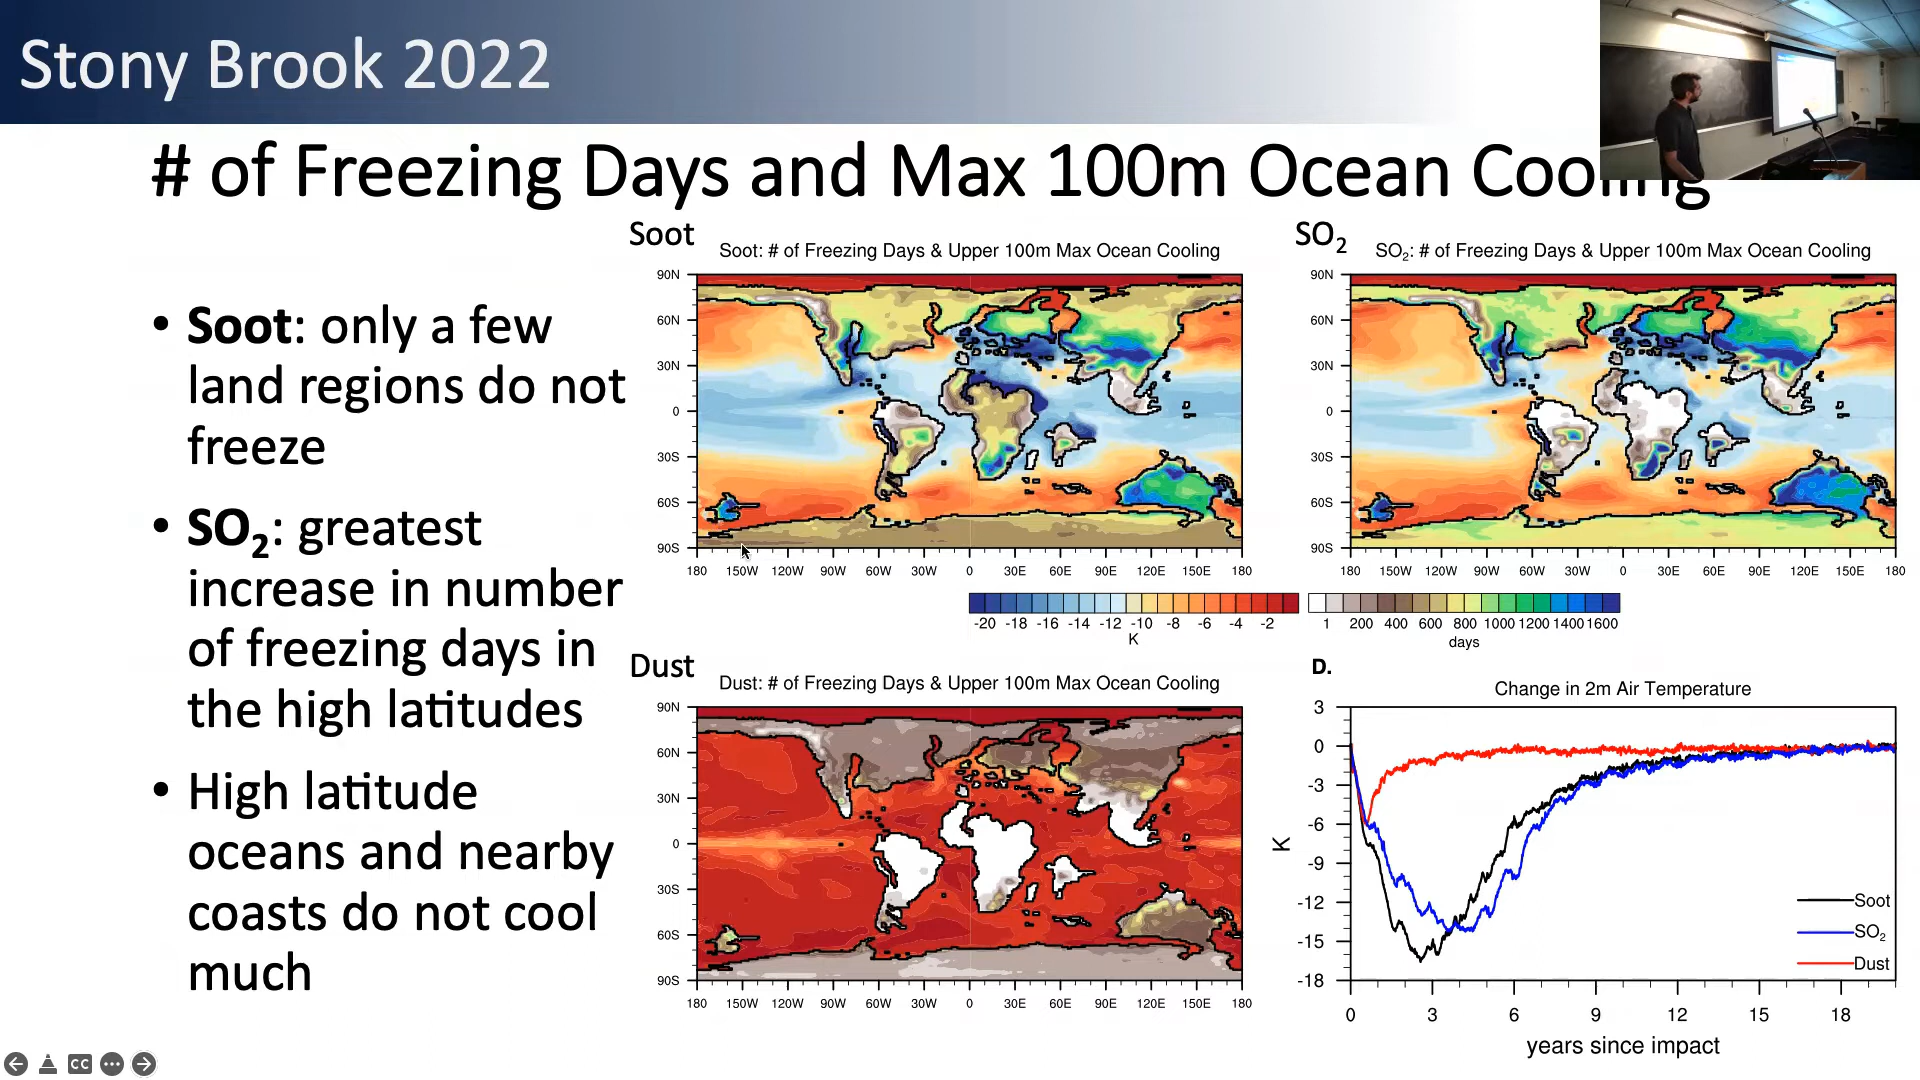 Stony Brook 2022
# of Freezing Days and Max 100m Ocean Cooling
• Soot: only a few
land regions do not
freeze
• SO₂: greatest
increase in number
of freezing days in
the high latitudes
• High latitude
oceans and nearby
coasts do not cool
much
Soot
Soot: # of Freezing Days & Upper 100m Max Ocean Cooling
90N
60N
30N
0
30S
60S
90S
180 150W 120W 90W 60W 30W 0 30E 60E 90E 120E 150E 180
SO₂
SO₂: # of Freezing Days & Upper 100m Max Ocean Cooling
90N
60N
30N
0
30S
60S
90S
180 150W 120W 90W 60W 30W 0 30E 60E 90E 120E 150E 180
-20 -18 -16 -14 -12 -10 -8 -6 -4 -2
K
1 200 400 600 800 1000 1200 1400 1600
days
Dust
Dust: # of Freezing Days & Upper 100m Max Ocean Cooling
90N
60N
30N
0
30S
60S
90S
180 150W 120W 90W 60W 30W 0 30E 60E 90E 120E 150E 180
D.
Change in 2m Air Temperature
3
0
-3
-6
-9
-12
-15
-18
K
Soot
SO₂
Dust
0 3 6 9 12 15 18
years since impact
CC